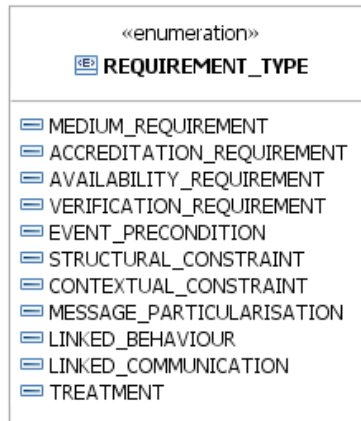 «enumeration»
REQUIREMENT_TYPE
MEDIUM_REQUIREMENT
ACCREDITATION_REQUIREMENT
AVAILABILITY_REQUIREMENT
VERIFICATION_REQUIREMENT
EVENT_PRECONDITION
STRUCTURAL_CONSTRAINT
CONTEXTUAL_CONSTRAINT
MESSAGE_PARTICULARISATION
LINKED_BEHAVIOUR
LINKED_COMMUNICATION
TREATMENT